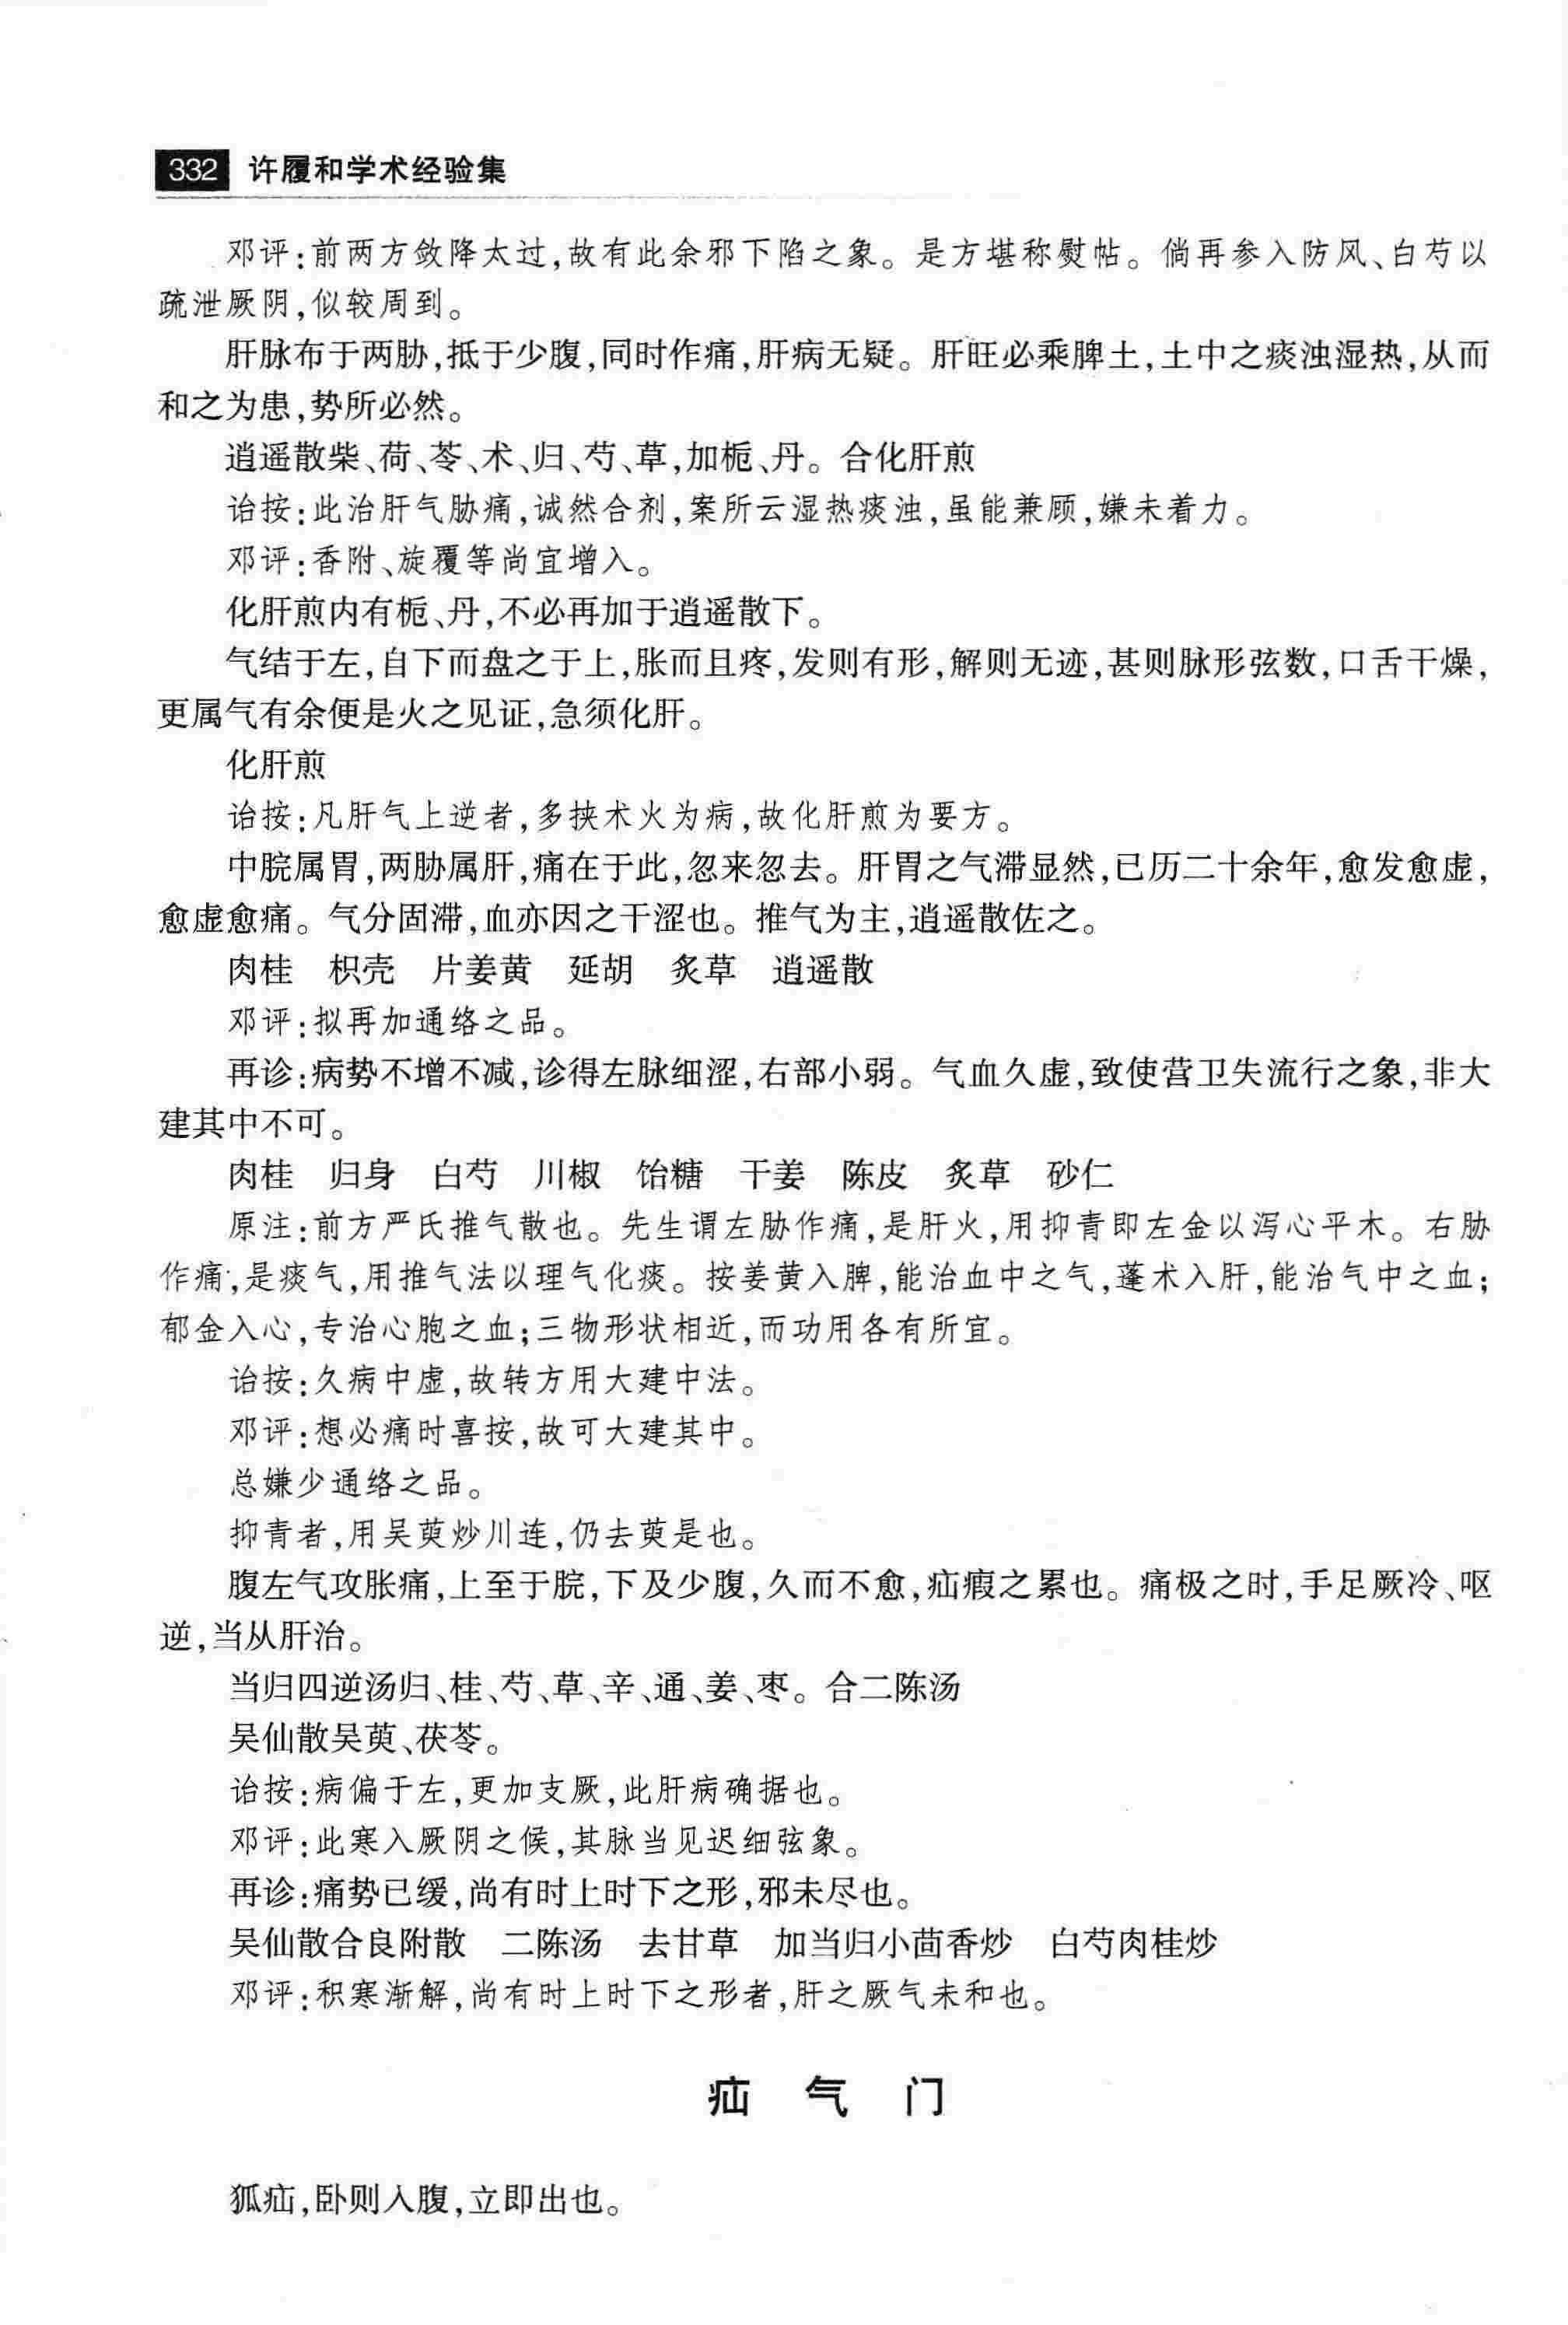 332 许履和学术经验集
邓评:前两方敛降太过,故有此余邪下陷之象。是方堪称熨帖。倘再参入防风、白芍以
疏泄厥阴,似较周到。
肝脉布于两胁,抵于少腹,同时作痛,肝病无疑。肝旺必乘脾土,土中之痰浊湿热,从而
和之为患,势所必然。
逍遥散柴、荷、苓、术、归、芍、草,加栀、丹。合化肝煎
诒按:此治肝气胁痛,诚然合剂,案所云湿热痰浊,虽能兼顾,嫌未着力。
邓评:香附、旋覆等尚宜增入。
化肝煎内有栀、丹,不必再加于逍遥散下。
气结于左,自下而盘之于上,胀而且疼,发则有形,解则无迹,甚则脉形弦数,口舌干燥,
更属气有余便是火之见证,急须化肝。
化肝煎
诒按:凡肝气上逆者,多挟术火为病,故化肝煎为要方。
中脘属胃,两胁属肝,痛在于此,忽来忽去。肝胃之气滞显然,已历二十余年,愈发愈虚,
愈虚愈痛。气分固滞,血亦因之干涩也。推气为主,逍遥散佐之。
肉桂 枳壳 片姜黄 延胡 炙草 逍遥散
邓评:拟再加通络之品。
再诊:病势不增不减,诊得左脉细涩,右部小弱。气血久虚,致使营卫失流行之象,非大
建其中不可。
肉桂 归身 白芍 川椒 饴糖 干姜 陈皮 炙草 砂仁
原注:前方严氏推气散也。先生谓左胁作痛,是肝火,用抑青即左金以泻心平木。右胁
作痛,是痰气,用推气法以理气化痰。按姜黄入脾,能治血中之气,蓬术入肝,能治气中之血;
郁金入心,专治心胞之血;三物形状相近,而功用各有所宜。
诒按:久病中虚,故转方用大建中法。
邓评:想必痛时喜按,故可大建其中。
总嫌少通络之品。
抑青者,用吴萸炒川连,仍去萸是也。
腹左气攻胀痛,上至于脘,下及少腹,久而不愈,疝瘕之累也。痛极之时,手足厥冷、呕
逆,当从肝治。
当归四逆汤归、桂、芍、草、辛、通、姜、枣。合二陈汤
吴仙散吴萸、茯苓。
诒按:病偏于左,更加支厥,此肝病确据也。
邓评:此寒入厥阴之候,其脉当见迟细弦象。
再诊:痛势已缓,尚有时上时下之形,邪未尽也。
吴仙散合良附散 二陈汤 去甘草 加当归小茴香炒 白芍肉桂炒
邓评:积寒渐解,尚有时上时下之形者,肝之厥气未和也。
疝气门
狐疝,卧则入腹,立即出也。